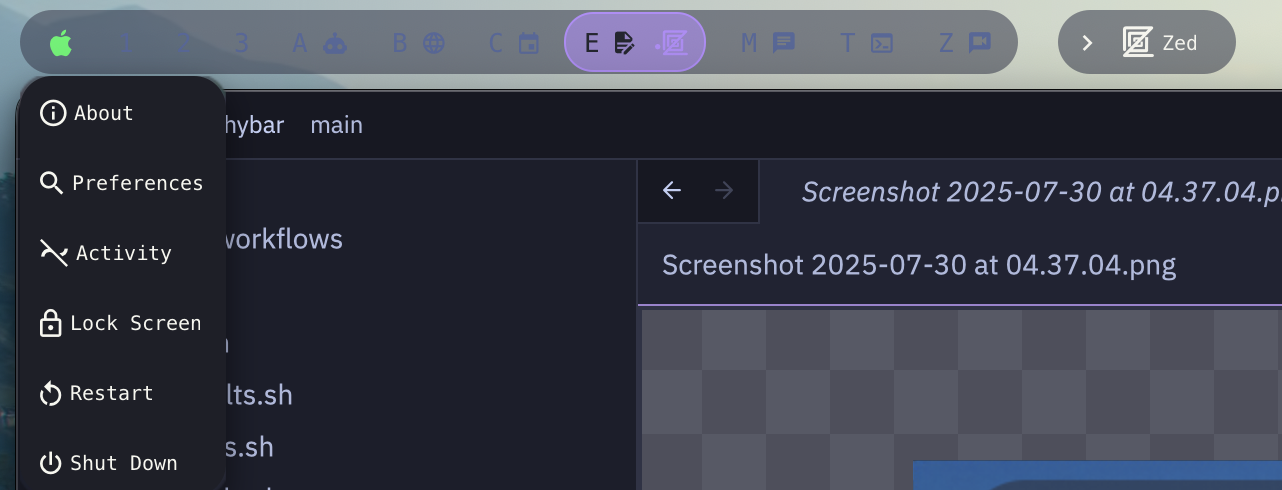 1 2 3 A B C E M T Z Zed
About
hybar main
Preferences
Screenshot 2025-07-30 at 04.37.04.p
workflows
Activity
Screenshot 2025-07-30 at 04.37.04.png
Lock Screen
Restart
lts.sh
s.sh
Shut Down